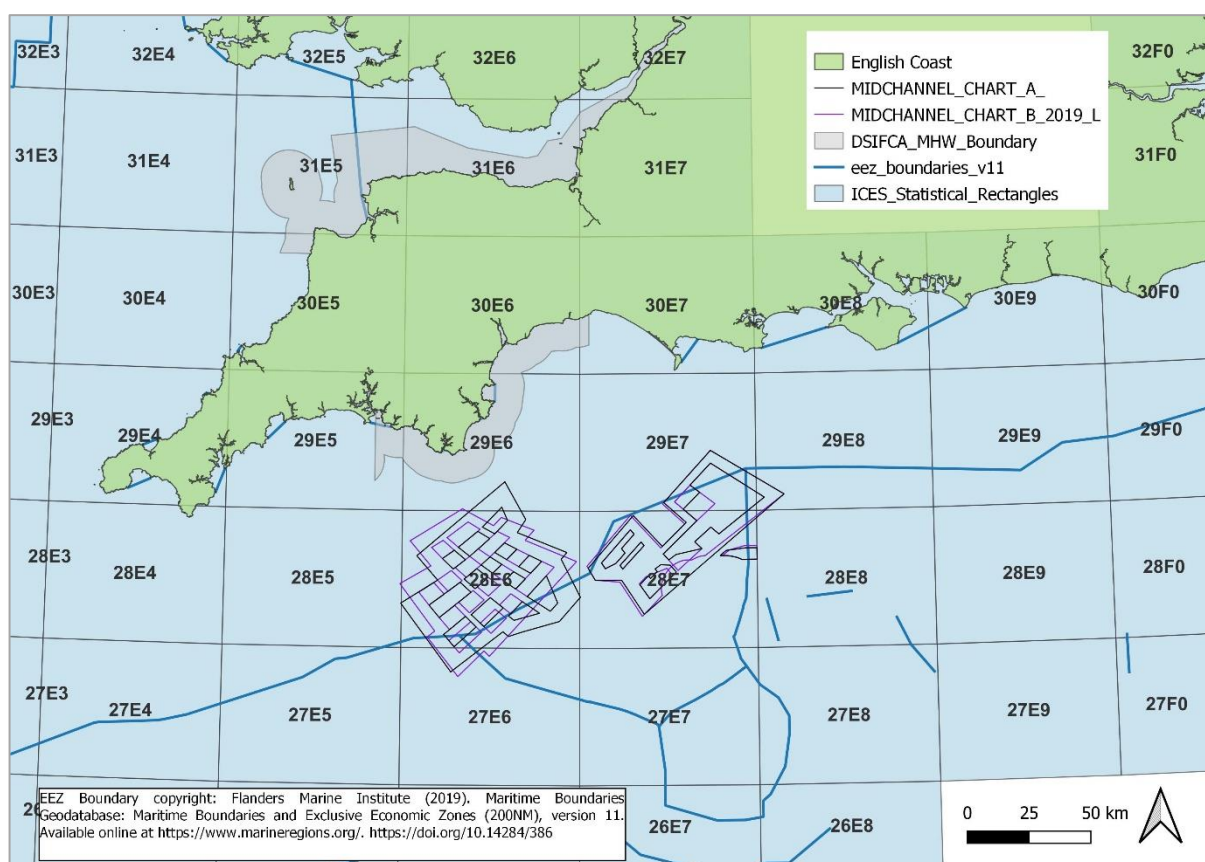 32E3 32E4 32E5 32E6 32E7 32F0
English Coast
MIDCHANNEL_CHART_A_
MIDCHANNEL_CHART_B_2019_L
DSIFCA_MHW_Boundary
eez_boundaries_v11
ICES_Statistical_Rectangles
31E3 31E4 31E5 31E6 31E7 31F0
30E3 30E4 30E5 30E6 30E7 30E8 30E9 30F0
29E3 29E4 29E5 29E6 29E7 29E8 29E9 29F0
28E3 28E4 28E5 28E6 28E7 28E8 28E9 28F0
27E3 27E4 27E5 27E6 27E7 27E8 27E9 27F0
26E7 26E8
EEZ Boundary copyright: Flanders Marine Institute (2019). Maritime Boundaries
Geodatabase: Maritime Boundaries and Exclusive Economic Zones (200NM), version 11.
Available online at https://www.marineregions.org/. https://doi.org/10.14284/386
0 25 50 km